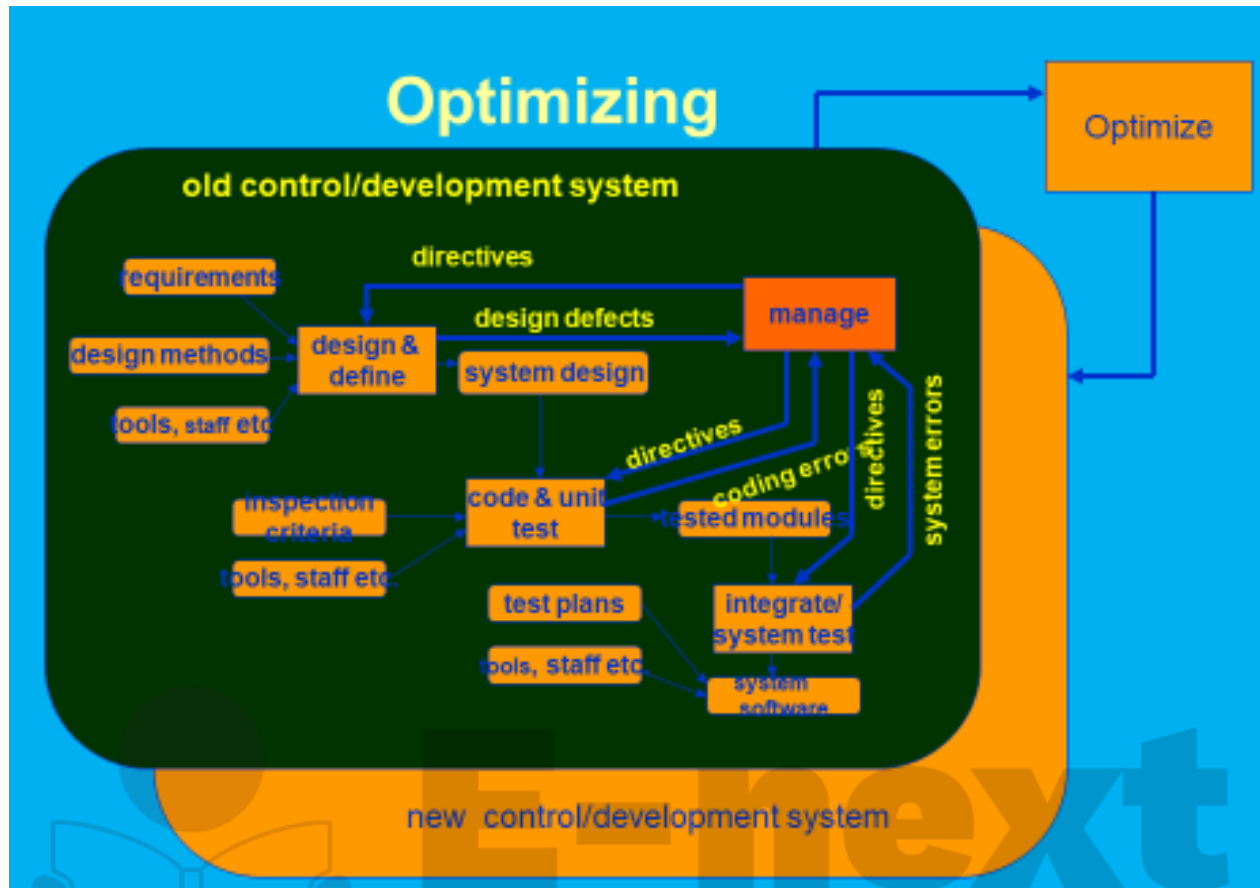 Optimizing
Optimize
old control/development system
directives
requirements
manage
design defects
design methods
design &
define
system design
tools, staff etc
directives
coding errors
directives
system errors
inspection
criteria
code & unit
test
tested modules
tools, staff etc.
test plans
integrate/
system test
tools, staff etc.
system
software
new control/development system
E-next